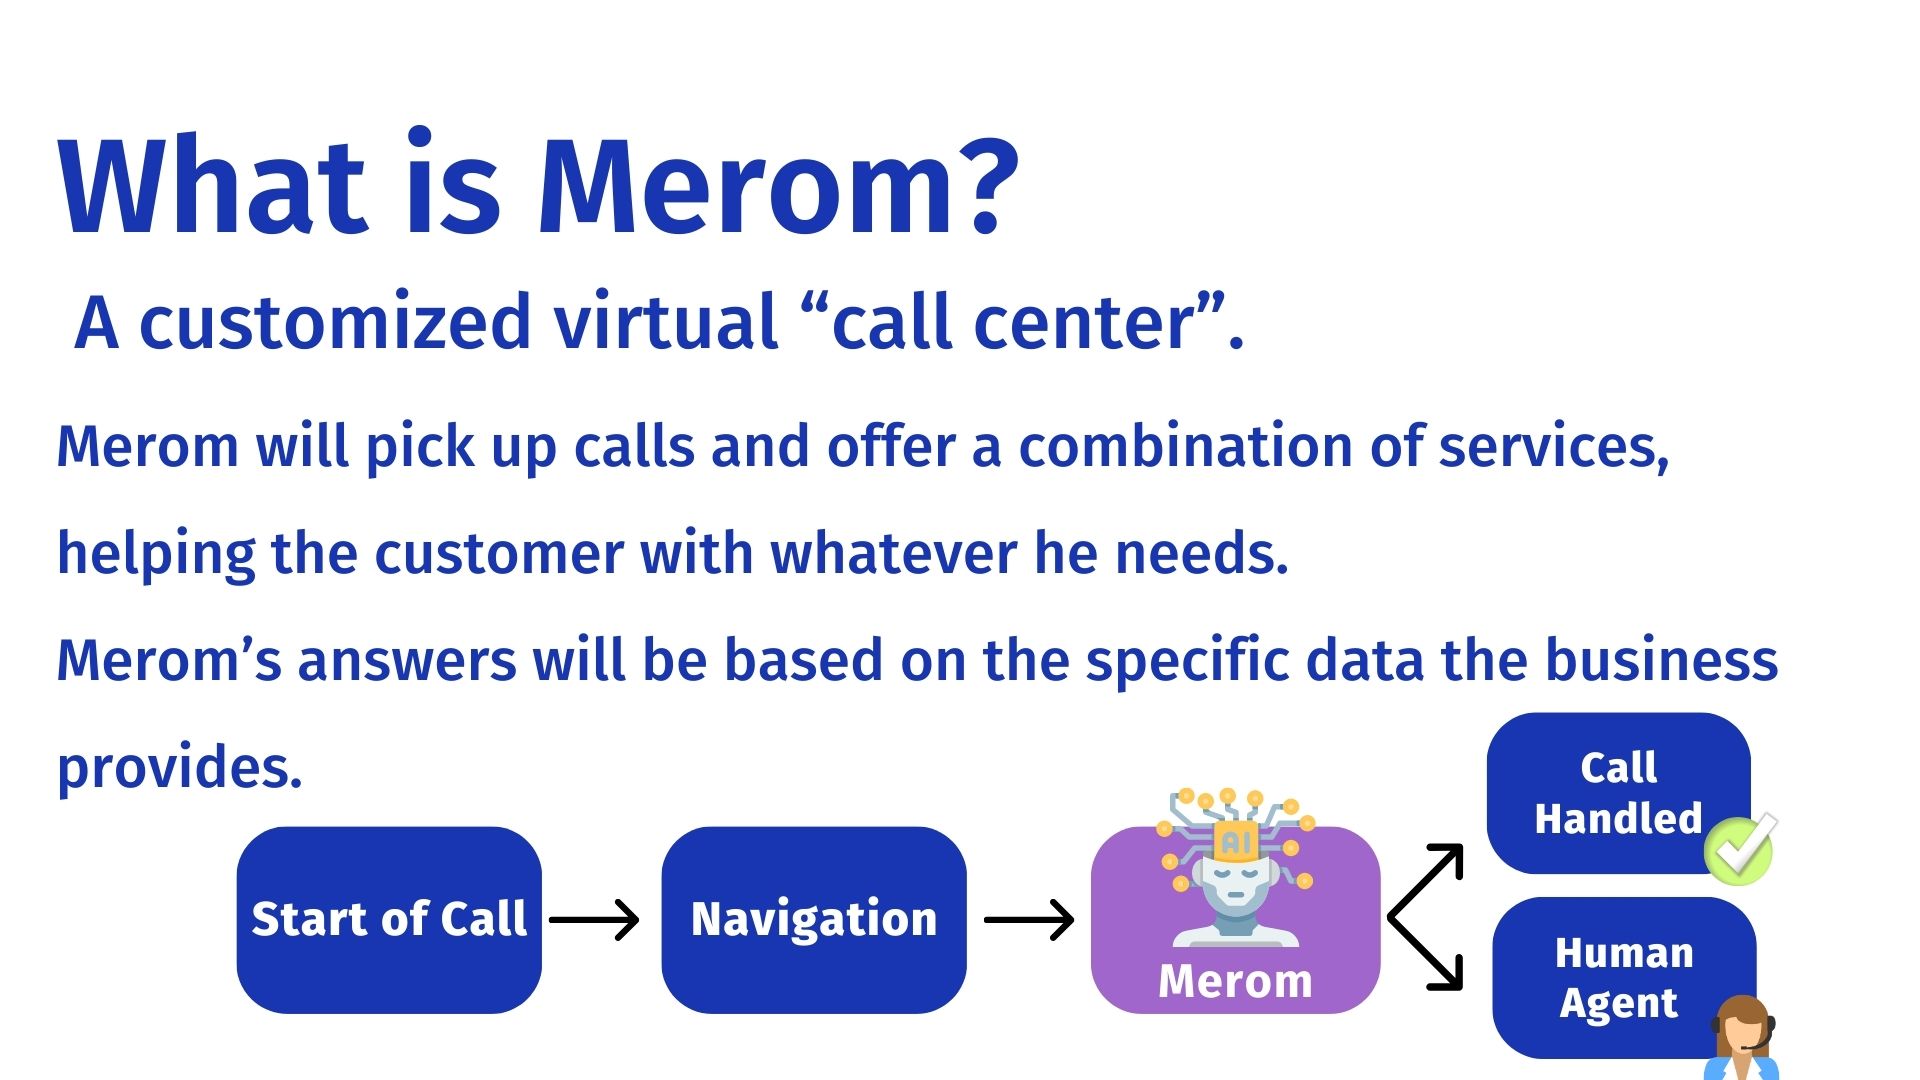 What is Merom?
A customized virtual “call center”.
Merom will pick up calls and offer a combination of services,
helping the customer with whatever he needs.
Merom’s answers will be based on the specific data the business
provides.
Start of Call
Navigation
AI
Merom
Call
Handled
Human
Agent